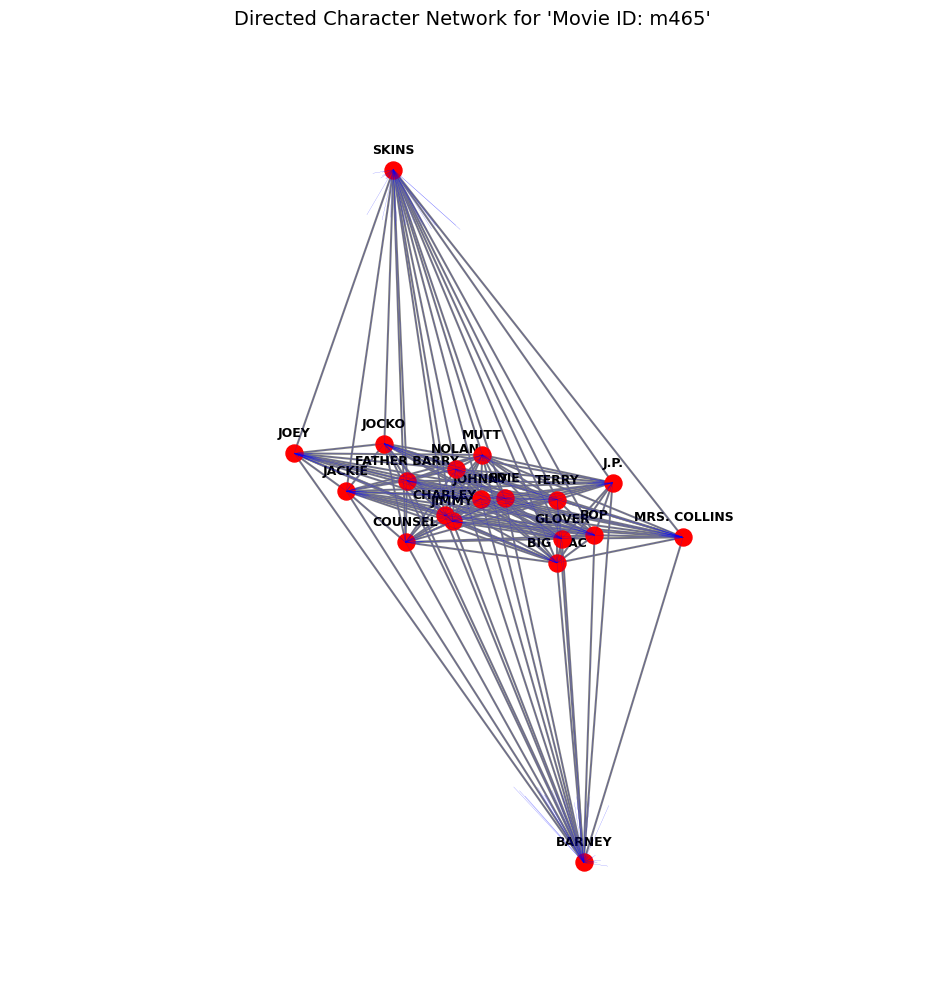 Directed Character Network for 'Movie ID: m465'
SKINS
JOCKO
JOEY
MUTT
NOLAN
FATHER BARRY
J.P.
JACKIE
JOHNNY
EDIE
TERRY
CHARLEY
JIMMY
POP
MRS. COLLINS
GLOVER
COUNSEL
BIG MAC
BARNEY